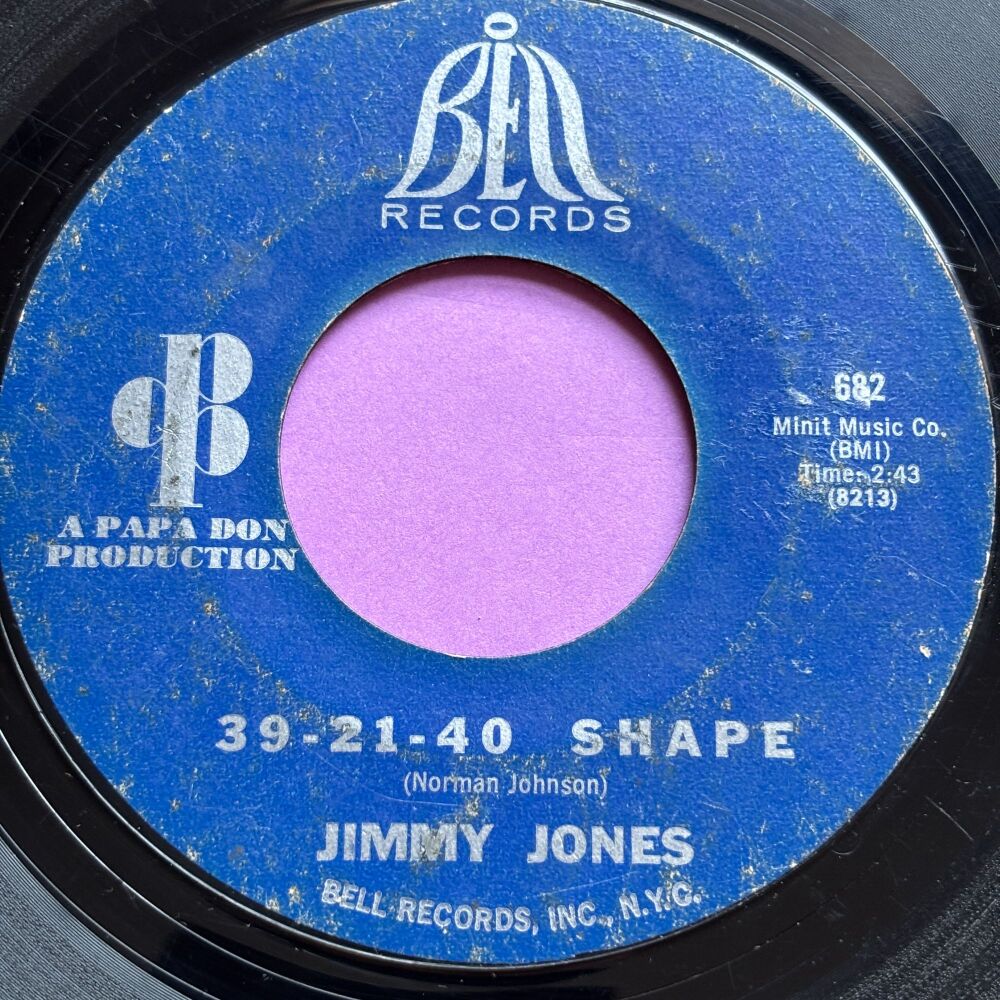 BELL
RECORDS
A PAPA DON
PRODUCTION
682
Minit Music Co.
(BMI)
Time: 2:43
(8213)
39-21-40 SHAPE
(Norman Johnson)
JIMMY JONES
BELL RECORDS, INC., N.Y.C.